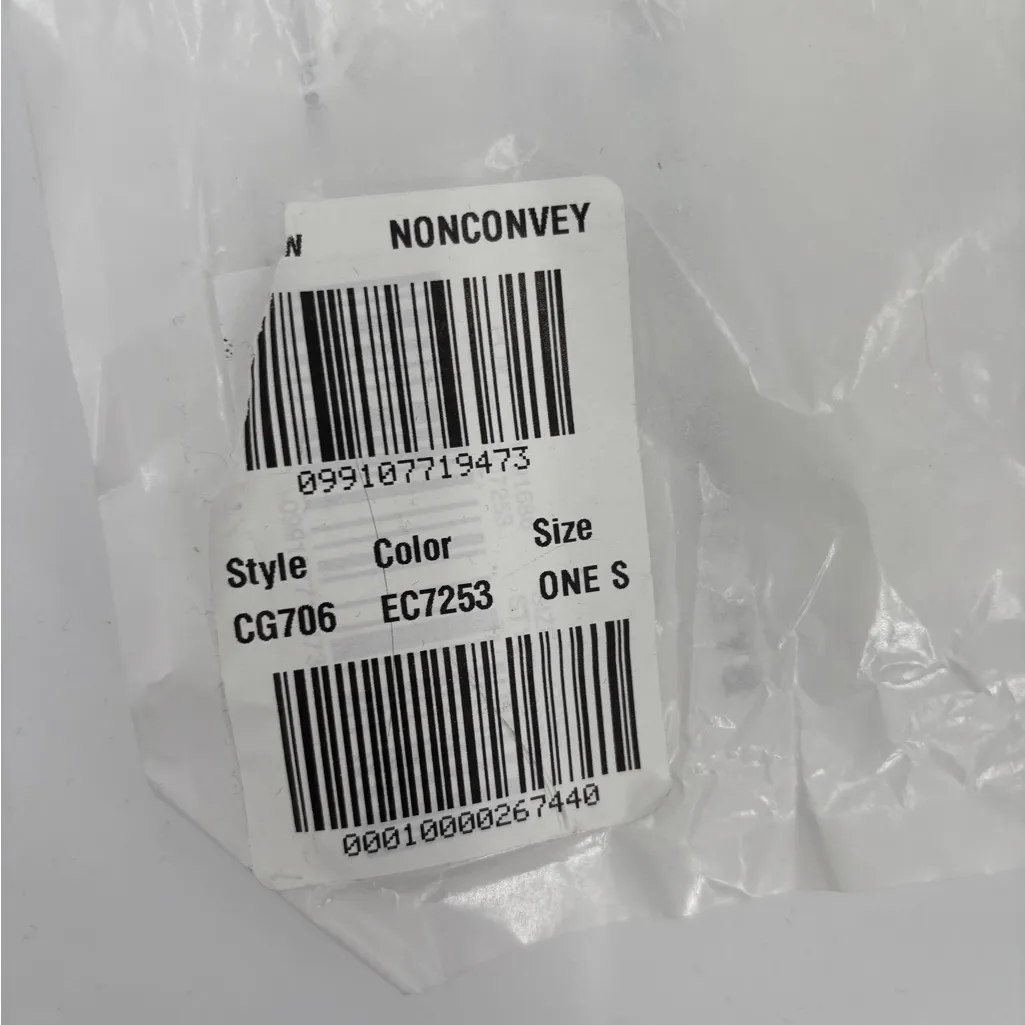 W NONCONVEY
099107719473
Style Color Size
CG706 EC7253 ONE S
00010000267440